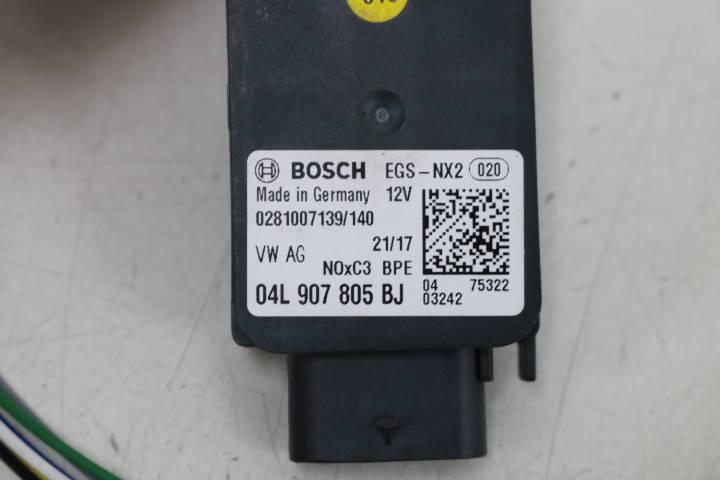 BOSCH EGS-NX2 020
Made in Germany 12V
0281007139/140
VW AG 21/17
NOxC3 BPE
04L 907 805 BJ
04 75322
03242